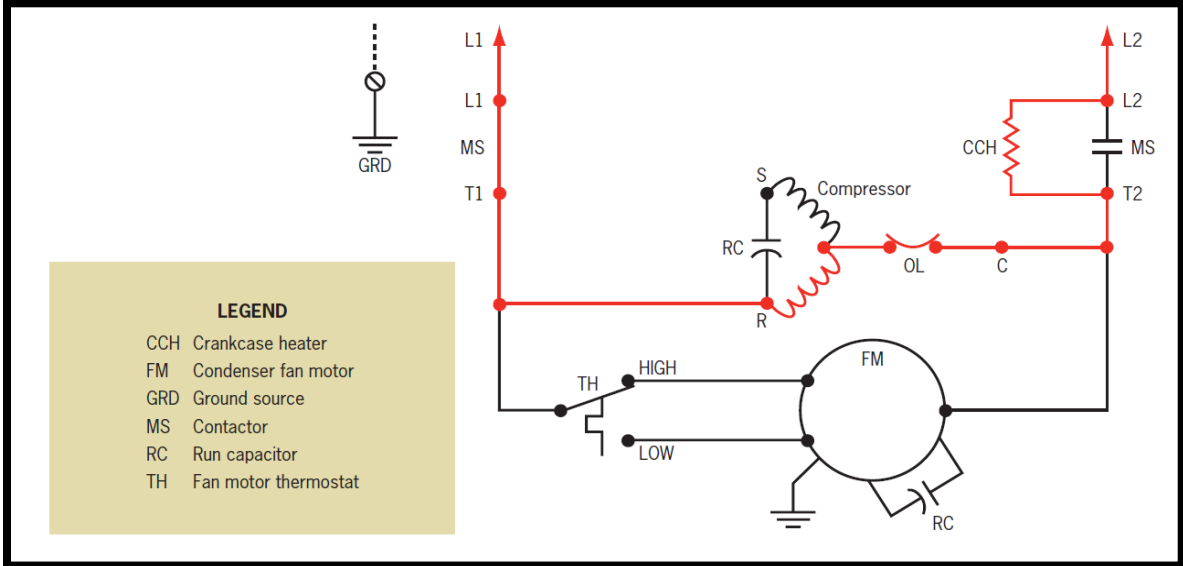 L1
L2
L1
L2
MS
CCH
MS
GRD
T1
S
Compressor
T2
RC
OL
C
R
LEGEND
CCH Crankcase heater
FM Condenser fan motor
GRD Ground source
MS Contactor
RC Run capacitor
TH Fan motor thermostat
TH
HIGH
FM
LOW
RC